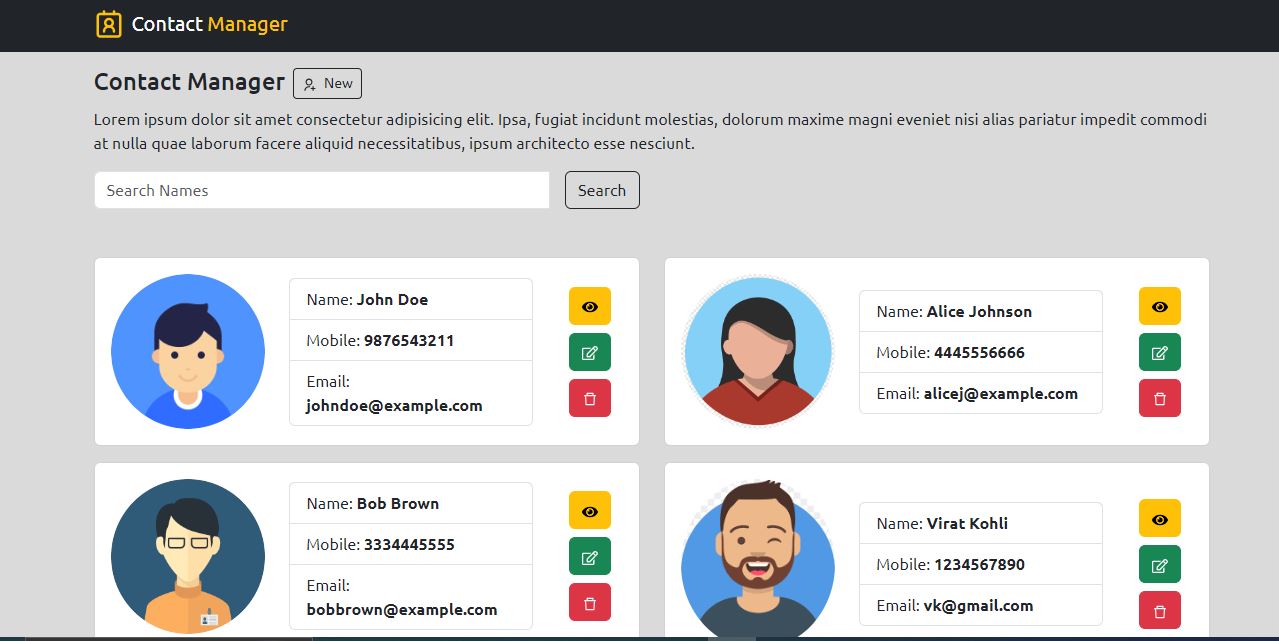 Contact Manager
Contact Manager New
Lorem ipsum dolor sit amet consectetur adipisicing elit. Ipsa, fugiat incidunt molestias, dolorum maxime magni eveniet nisi alias pariatur impedit commodi
at nulla quae laborum facere aliquid necessitatibus, ipsum architecto esse nesciunt.
Search Names Search
Name: John Doe
Mobile: 9876543211
Email:
johndoe@example.com
Name: Alice Johnson
Mobile: 4445556666
Email: alicej@example.com
Name: Bob Brown
Mobile: 3334445555
Email:
bobbrown@example.com
Name: Virat Kohli
Mobile: 1234567890
Email: vk@gmail.com